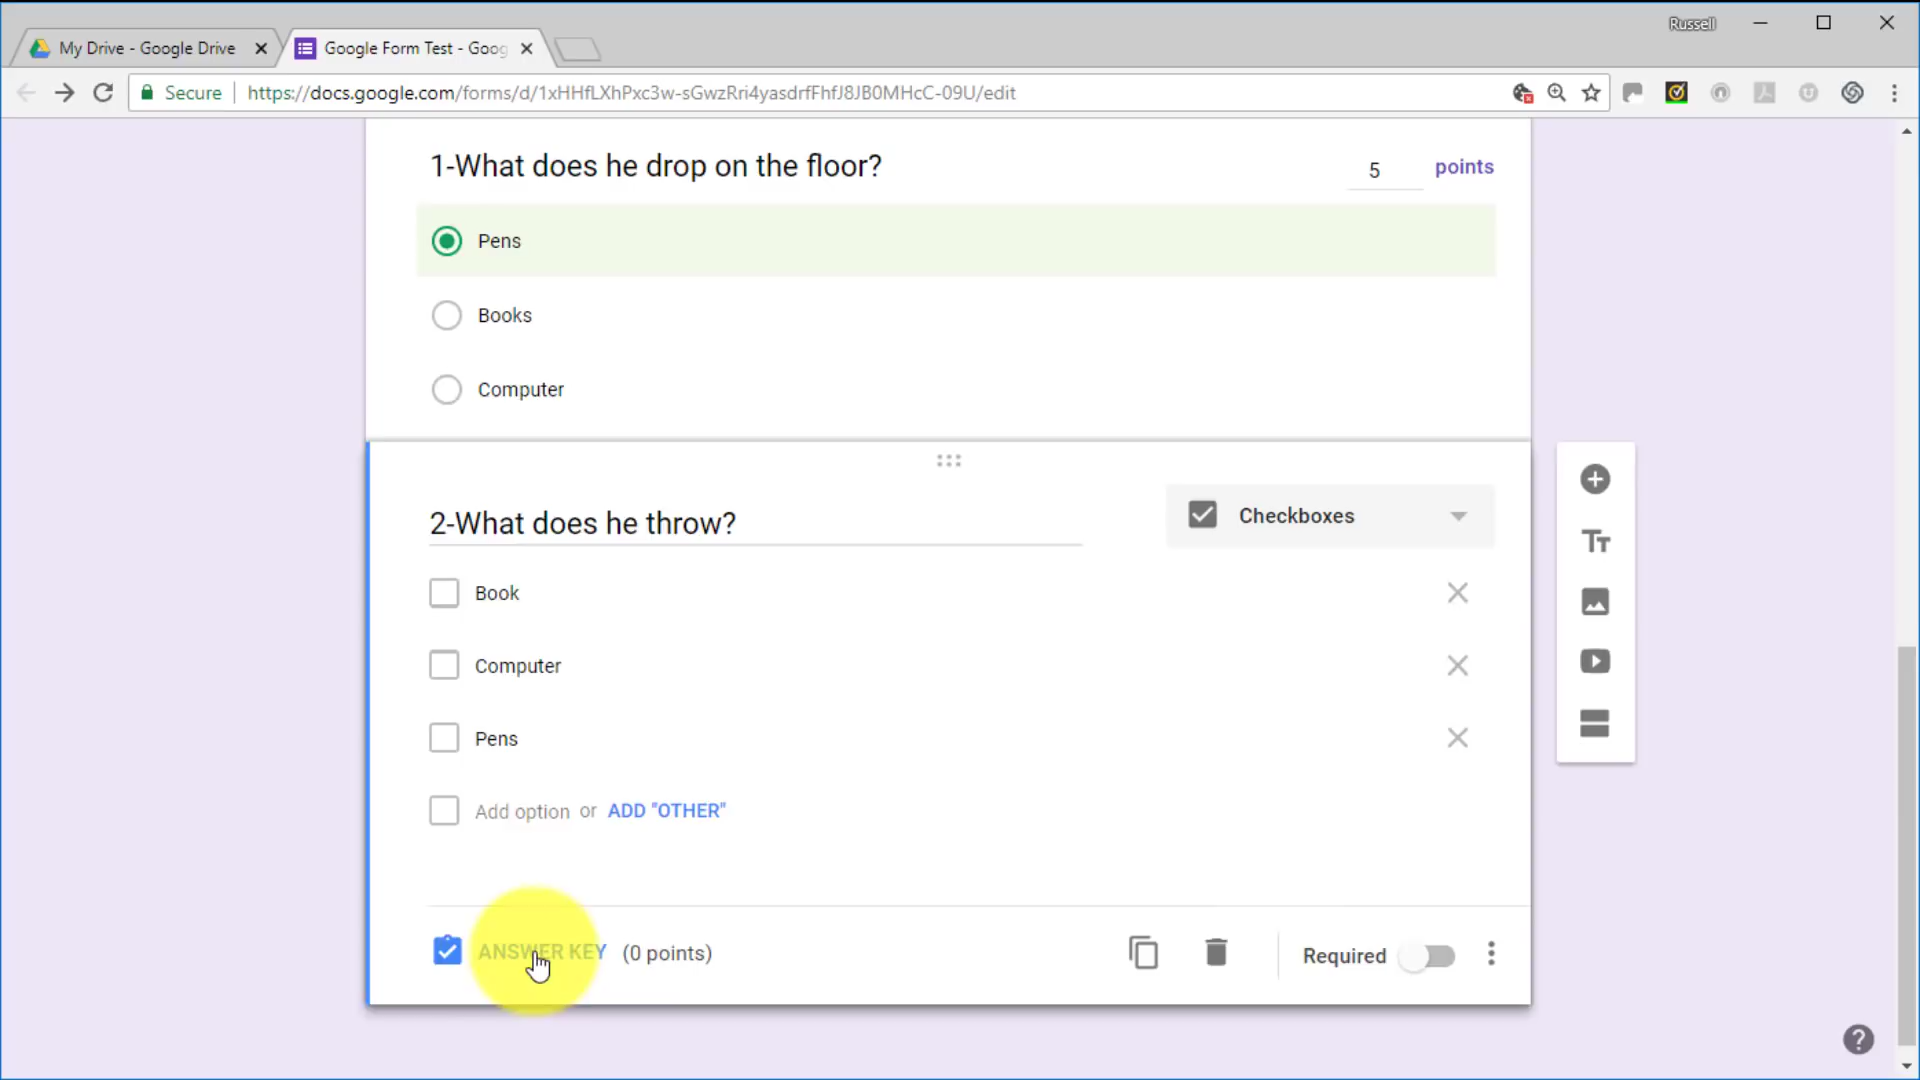 Russell
My Drive - Google Drive
Google Form Test - Goog
Secure
https://docs.google.com/forms/d/1xHHfLXhPxc3w-sGwzRri4yasdrfFhfJ8JB0MHcC-09U/edit
1-What does he drop on the floor?
5 points
Pens
Books
Computer
2-What does he throw?
Checkboxes
Book
Computer
Pens
Add option or ADD "OTHER"
ANSWER KEY (0 points)
Required